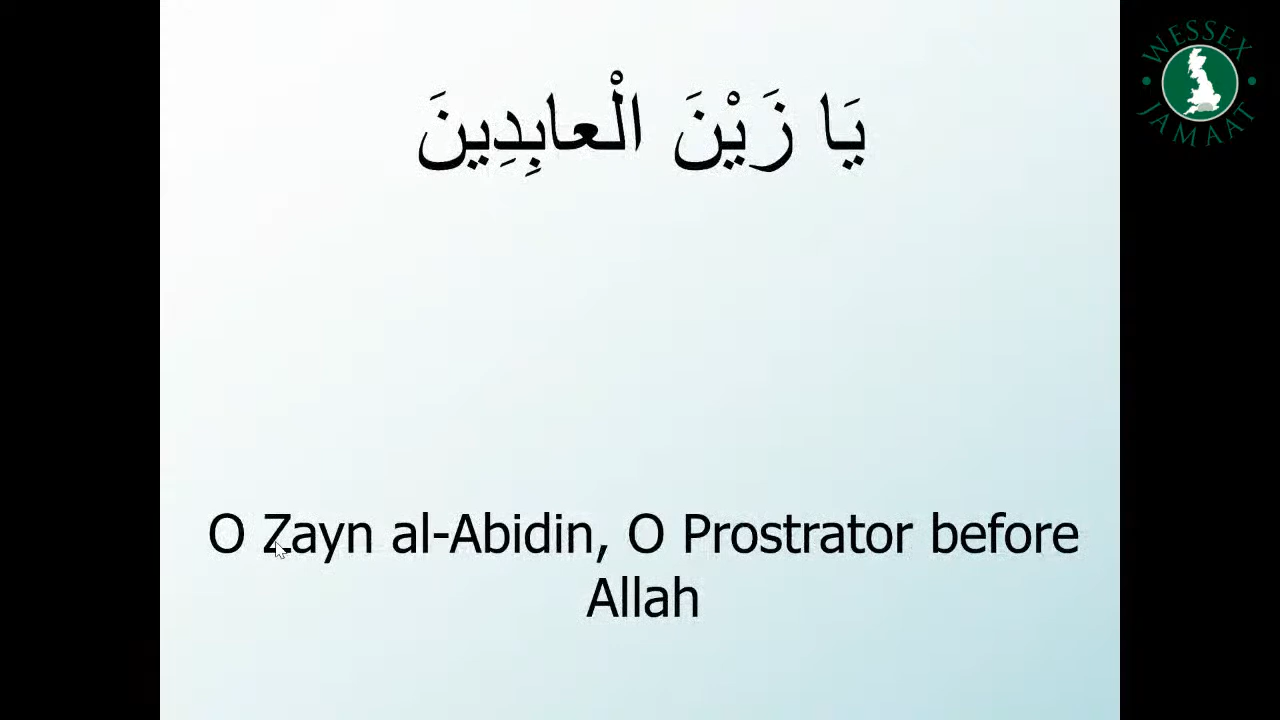 يَا زَيْنَ الْعابِدِينَ
O Zayn al-Abidin, O Prostrator before
Allah
WESSEX
JAMAAT